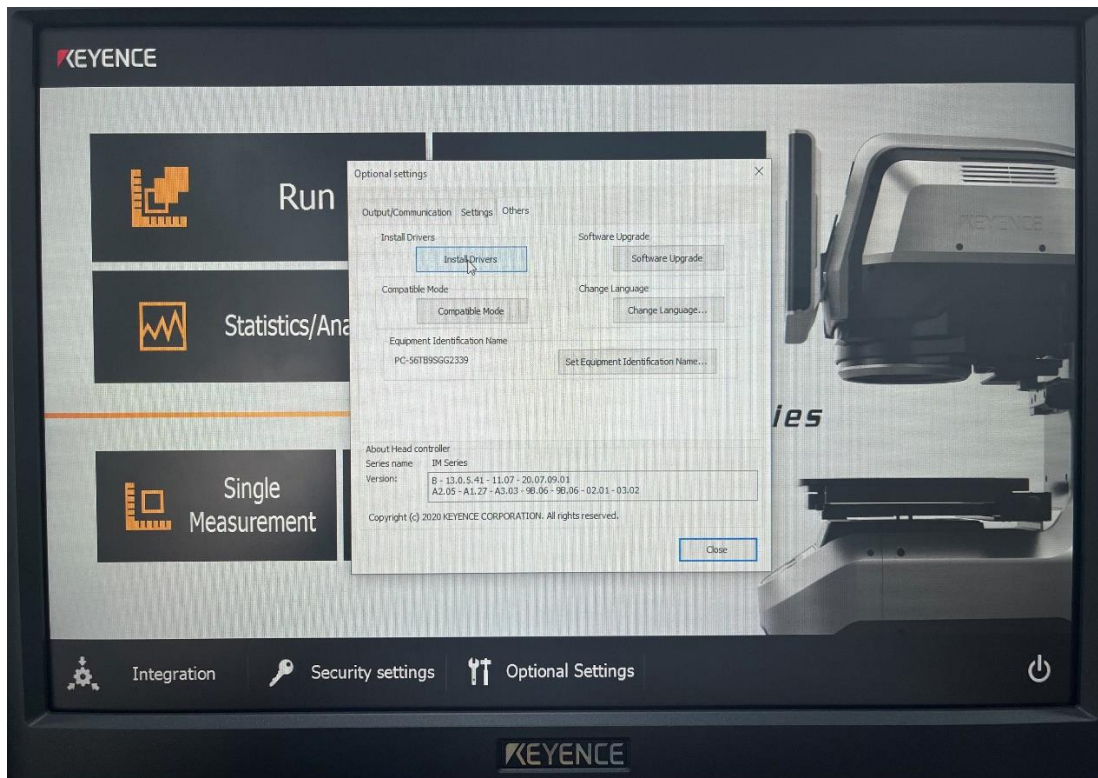 KEYENCE
Run
Statistics/Ana
Single
Measurement
ies
Optional settings
Output/Communication Settings Others
Install Drivers
Install Drivers
Software Upgrade
Software Upgrade
Compatible Mode
Compatible Mode
Change Language
Change Language...
Equipment Identification Name
PC-56TB9SGG2339
Set Equipment Identification Name...
About Head controller
Series name IM Series
Version: B - 13.0.5.41 - 11.07 - 20.07.09.01
A2.05 - A1.27 - A3.03 - 9B.06 - 9B.06 - 02.01 - 03.02
Copyright (c) 2020 KEYENCE CORPORATION. All rights reserved.
Close
KEYENCE
Integration
Security settings
Optional Settings
KEYENCE